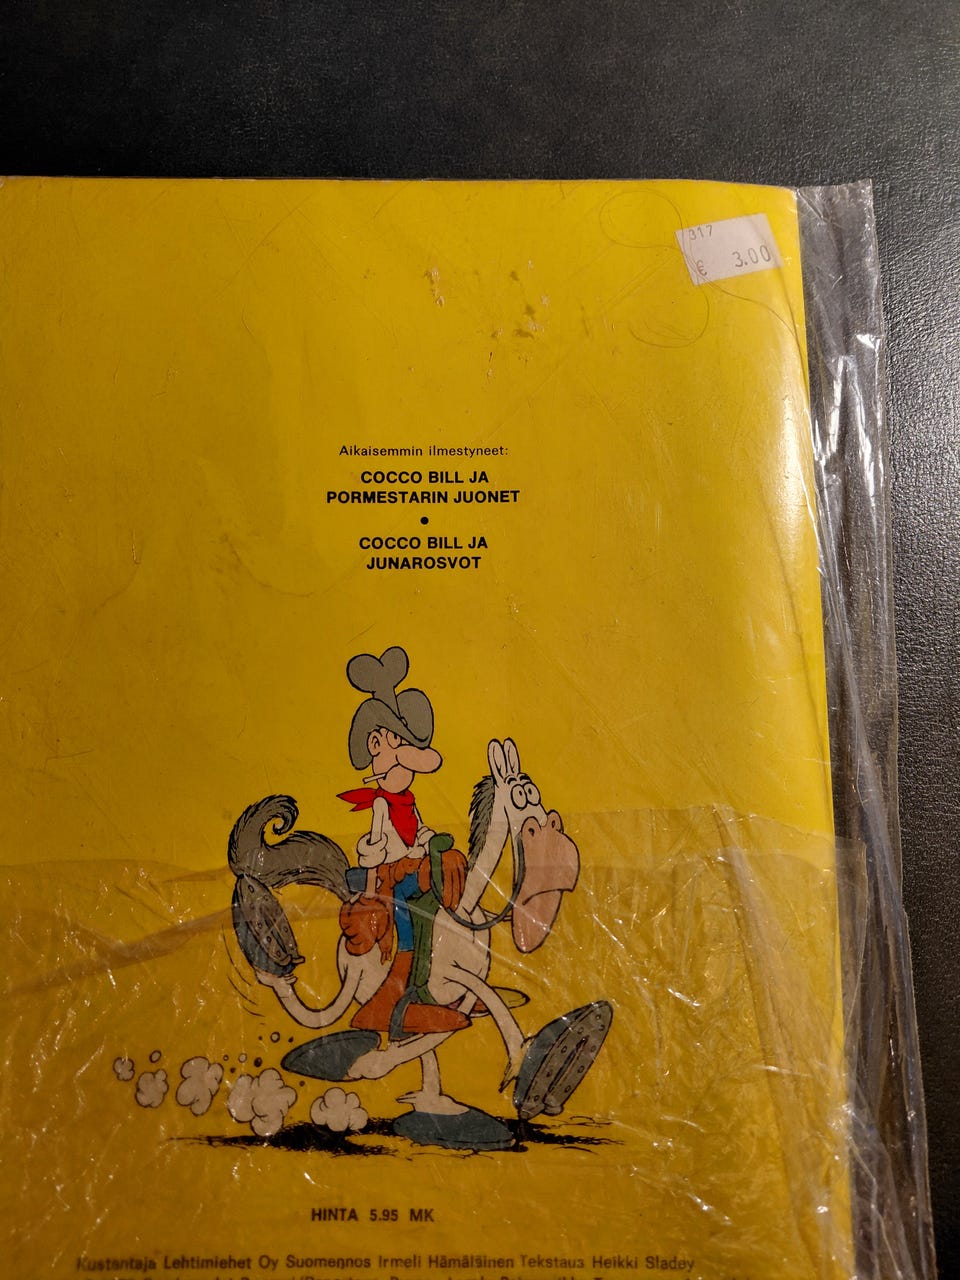 317
€ 3.00
Aikaisemmin ilmestyneet:
COCCO BILL JA
PORMESTARIN JUONET
•
COCCO BILL JA
JUNAROSVOT
HINTA 5.95 MK
Kustantaja Lehtimiehet Oy Suomennos Irmeli Hämäläinen Tekstaus Heikki Sladey